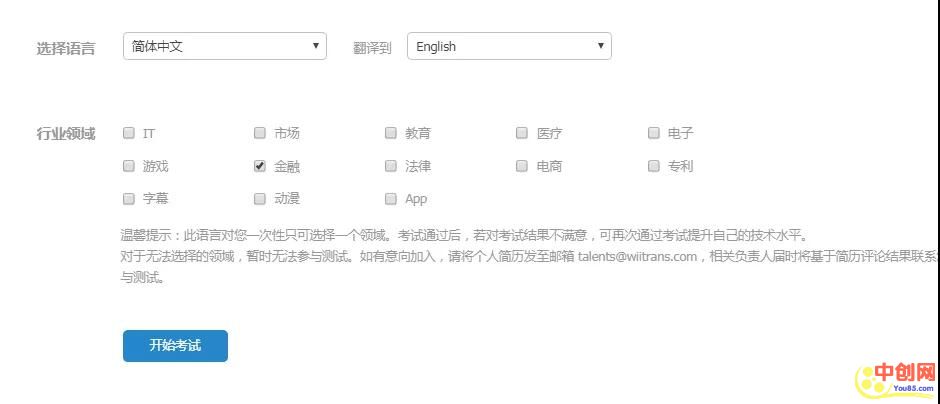 选择语言 简体中文 翻译到 English
行业领域 IT 市场 教育 医疗 电子
游戏 金融 法律 电商 专利
字幕 动漫 App
温馨提示：此语言对您一次性只可选择一个领域。考试通过后，若对考试结果不满意，可再次通过考试提升自己的技术水平。
对于无法选择的领域，暂时无法参与测试。如有意向加入，请将个人简历发至邮箱 talents@wiitrans.com，相关负责人届时将基于简历评论结果联系
与测试。
开始考试
中创网
You85.com